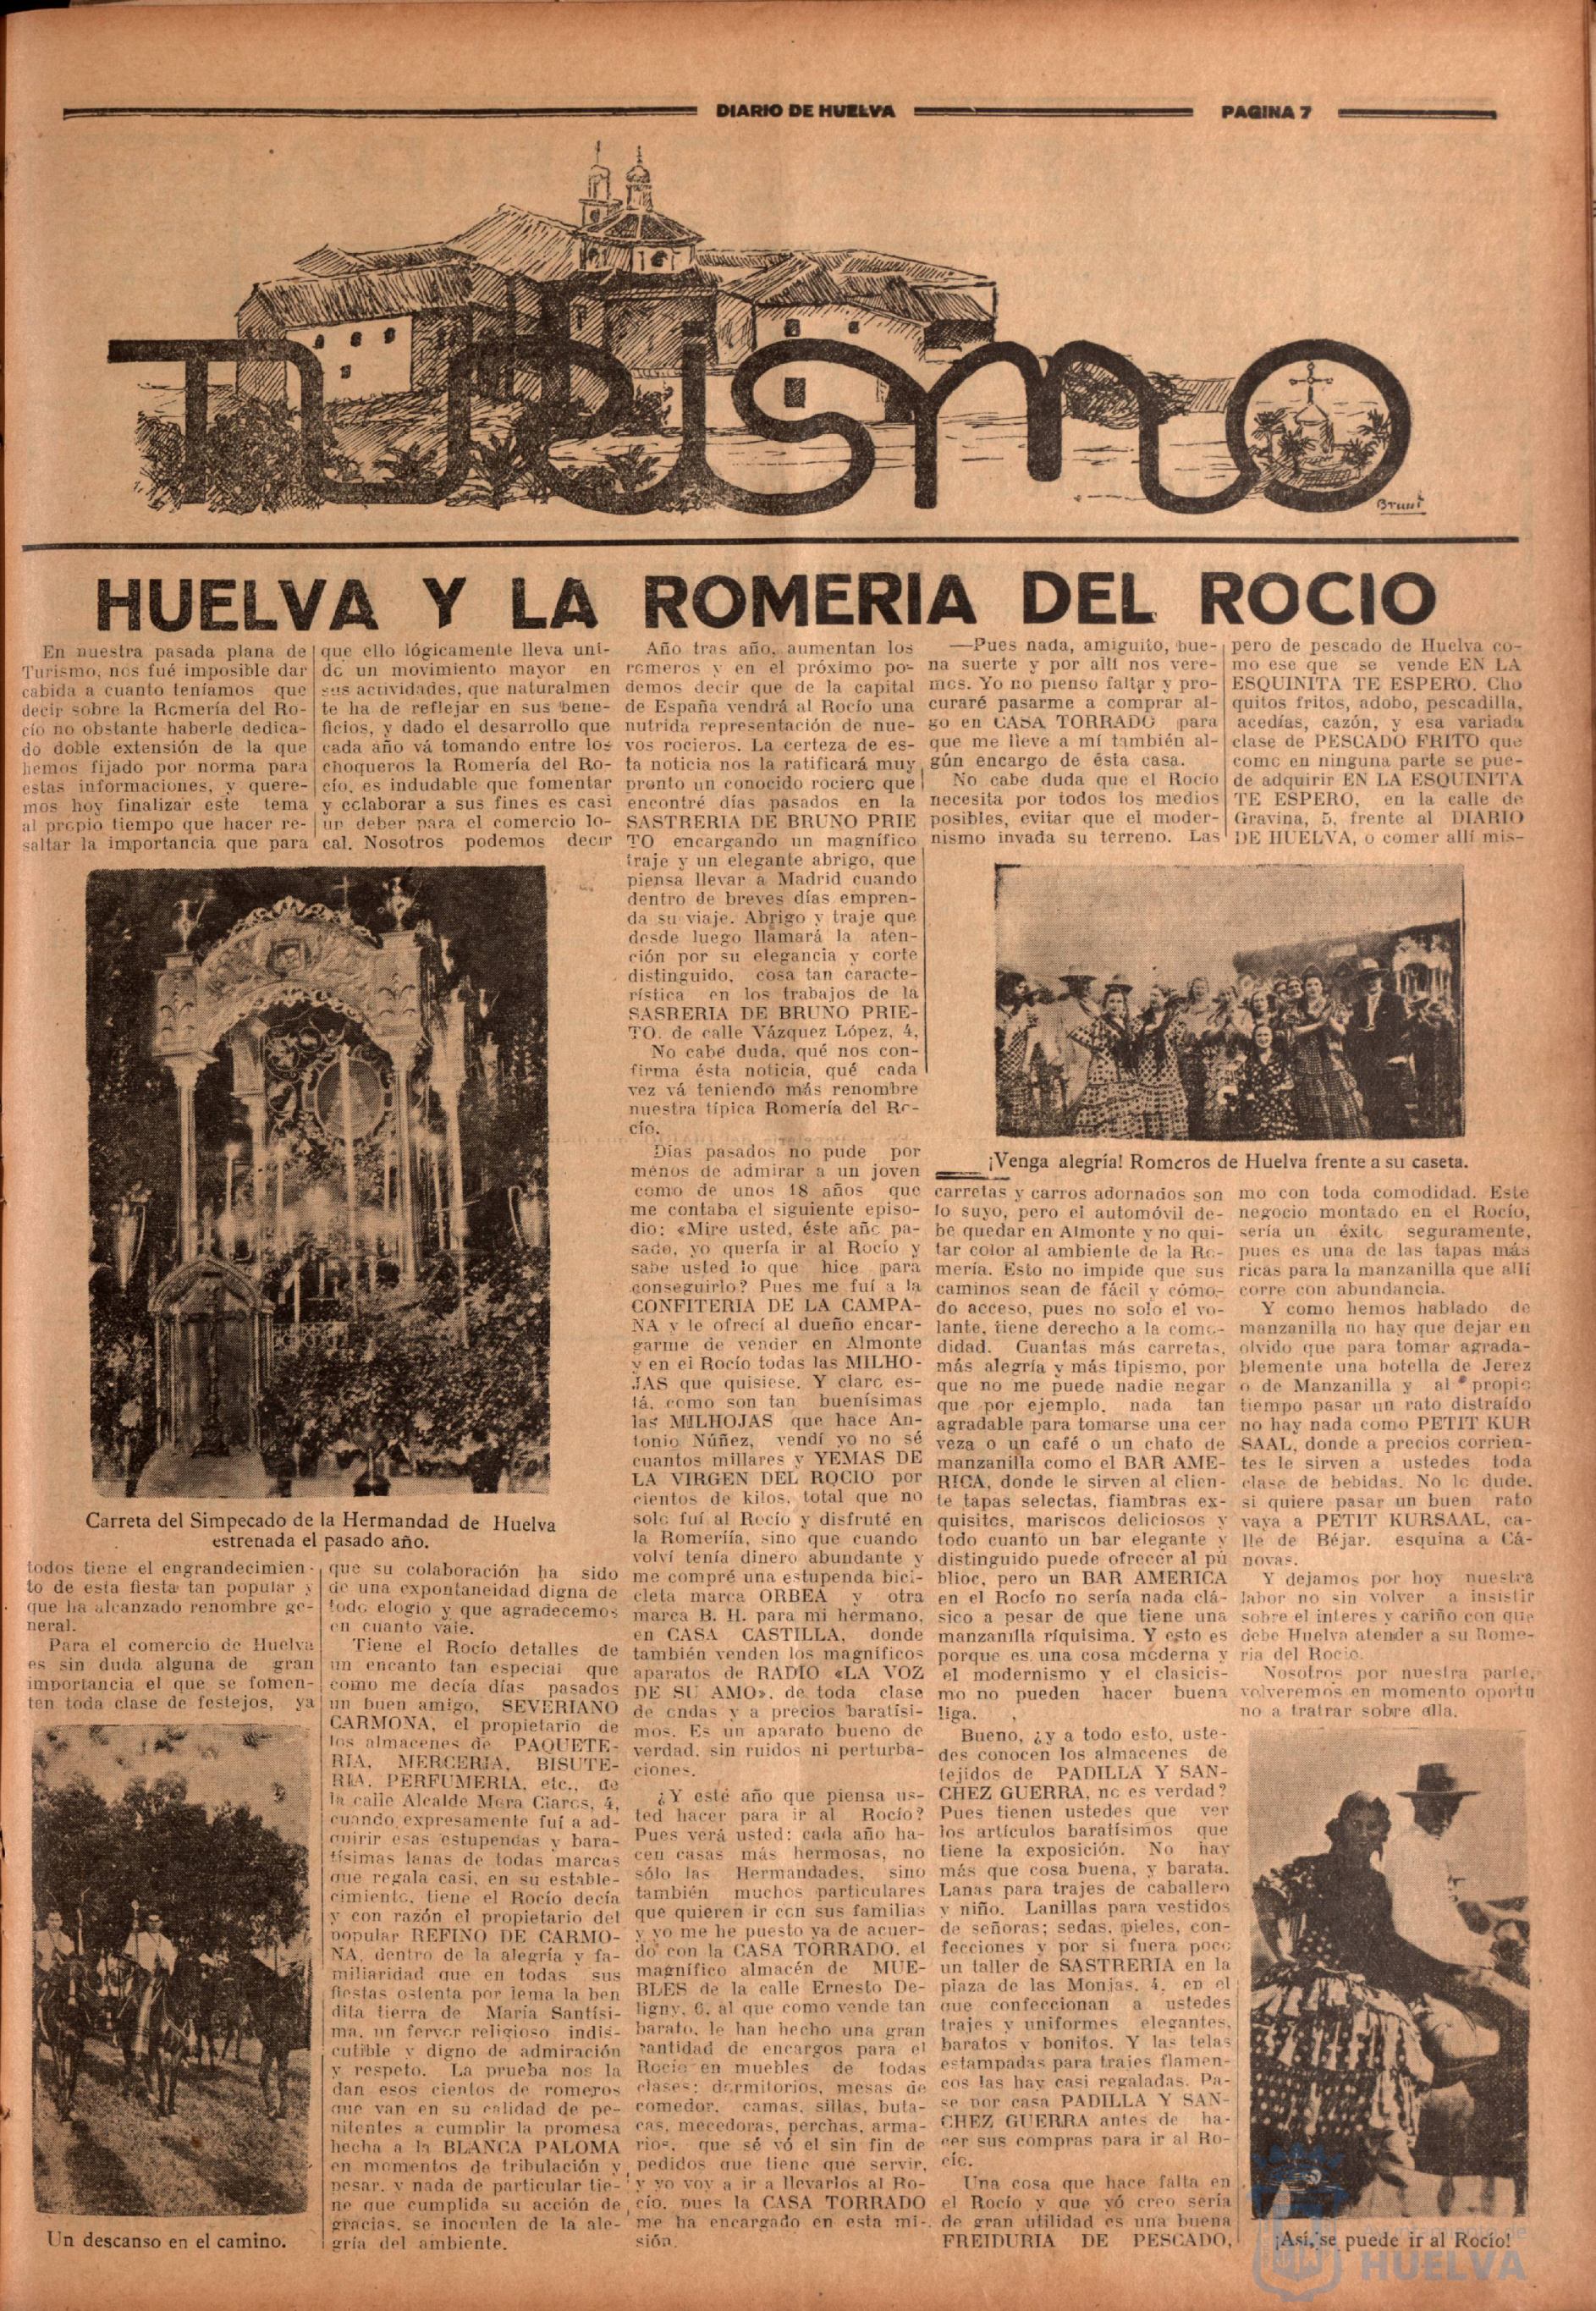 DIARIO DE HUELVA
PAGINA 7
TURISMO
Bruni
HUELVA Y LA ROMERIA DEL ROCIO
En nuestra pasada plana de
Turismo, nos fué imposible dar
cabida a cuanto teníamos que
decir sobre la Romería del Ro-
cío no obstante haberle dedica-
do doble extensión de la que
hemos fijado por norma para
estas informaciones, y quere-
mos hoy finalizar este tema
al propio tiempo que hacer re-
saltar la importancia que para
Carreta del Simpecado de la Hermandad de Huelva
estrenada el pasado año.
todos tiene el engrandecimien-
to de esta fiesta tan popular y
que ha alcanzado renombre ge-
neral.
Para el comercio de Huelva
es sin duda alguna de gran
importancia el que se fomen-
ten toda clase de festejos, ya
Un descanso en el camino.
que ello lógicamente lleva uni-
do un movimiento mayor en
sus actividades, que naturalmen
te ha de reflejar en sus bene-
ficios, y dado el desarrollo que
cada año vá tomando entre los
choqueros la Romería del Ro-
cío, es indudable que fomentar
y colaborar a sus fines es casi
un deber para el comercio lo-
cal. Nosotros podemos decir
que su colaboración ha sido
de una expontaneidad digna de
todo elogio y que agradecemos
en cuanto vale.
Tiene el Rocío detalles de
un encanto tan especial que
como me decía días pasados
un buen amigo, SEVERIANO
CARMONA, el propietario de
los almacenes de PAQUETE-
RIA, MERCERIA, BISUTE-
RIA, PERFUMERIA, etc., de
la calle Alcalde Mora Claros, 4,
cuando expresamente fuí a ad-
quirir esas estupendas y bara-
tísimas lanas de todas marcas
que regala casi, en su estable-
cimiento, tiene el Rocío decía
y con razón el propietario del
popular REFINO DE CARMO-
NA, dentro de la alegría y fa-
miliaridad que en todas sus
fiestas ostenta por lema la ben
dita tierra de María Santísi-
ma, un fervor religioso indis-
cutible y digno de admiración
y respeto. La prueba nos la
dan esos cientos de romeros
que van en su calidad de pe-
nitentes a cumplir la promesa
hecha a la BLANCA PALOMA
en momentos de tribulación y
pesar, y nada de particular tie-
ne que cumplida su acción de
gracias, se inoculen de la ale-
gría del ambiente.
Año tras año, aumentan los
romeros y en el próximo po-
demos decir que de la capital
de España vendrá al Rocío una
nutrida representación de nue-
vos rocieros. La certeza de es-
ta noticia nos la ratificará muy
pronto un conocido rociero que
encontré días pasados en la
SASTRERIA DE BRUNO PRIE
TO encargando un magnífico
traje y un elegante abrigo, que
piensa llevar a Madrid cuando
dentro de breves días empren-
da su viaje. Abrigo y traje que
desde luego llamará la aten-
ción por su elegancia y corte
distinguido, cosa tan caracte-
rística en los trabajos de la
SASRERIA DE BRUNO PRIE-
TO. de calle Vázquez López, 4.
No cabe duda, qué nos con-
firma ésta noticia, qué cada
vez vá teniendo más renombre
nuestra típica Romería del Ro-
cío.
Dias pasados no pude por
menos de admirar a un joven
como de unos 18 años que
me contaba el siguiente episo-
dio: «Mire usted, éste año pa-
sado, yo quería ir al Rocío y
sabe usted lo que hice para
conseguirlo? Pues me fuí a la
CONFITERIA DE LA CAMPA-
NA y le ofrecí al dueño encar-
garme de vender en Almonte
y en el Rocío todas las MILHO-
JAS que quisiese. Y claro es-
tá, como son tan buenísimas
las MILHOJAS que hace An-
tonio Núñez, vendí yo no sé
cuantos millares y YEMAS DE
LA VIRGEN DEL ROCIO por
cientos de kilos, total que no
solo fuí al Rocío y disfruté en
la Romeriía, sino que cuando
volví tenía dinero abundante y
me compré una estupenda bici-
cleta marca ORBEA y otra
marca B. H. para mi hermano,
en CASA CASTILLA, donde
también venden los magníficos
aparatos de RADIO «LA VOZ
DE SU AMO», de toda clase
de ondas y a precios baratísi-
mos. Es un aparato bueno de
verdad, sin ruidos ni perturba-
ciones.
¿Y esté año que piensa us-
ted hacer para ir al Rocío?
Pues verá usted: cada año ha-
cen casas más hermosas, no
sólo las Hermandades, sino
también muchos particulares
que quieren ir con sus familias
y yo me he puesto ya de acuer-
do con la CASA TORRADO, el
magnífico almacén de MUE-
BLES de la calle Ernesto De-
ligny, 6, al que como vende tan
barato, le han hecho una gran
cantidad de encargos para el
Rocío en muebles de todas
clases: dormitorios, mesas de
comedor, camas, sillas, buta-
cas, mecedoras, perchas, arma-
rios, que sé yó el sin fin de
pedidos que tiene que servir,
y yo voy a ir a llevarlos al Ro-
cío, pues la CASA TORRADO
me ha encargado en esta mi-
sión.
—Pues nada, amiguito, bue-
na suerte y por allí nos vere-
mos. Yo no pienso faltar y pro-
curaré pasarme a comprar al-
go en CASA TORRADO para
que me lleve a mí también al-
gún encargo de ésta casa.
No cabe duda que el Rocío
necesita por todos los medios
posibles, evitar que el moder-
nismo invada su terreno. Las
¡Venga alegría! Romeros de Huelva frente a su caseta.
carretas y carros adornados son
lo suyo, pero el automóvil de-
be quedar en Almonte y no qui-
tar color al ambiente de la Ro-
mería. Esto no impide que sus
caminos sean de fácil y cómo-
do acceso, pues no solo el vo-
lante, tiene derecho a la como-
didad. Cuantas más carretas,
más alegría y más tipismo, por
que no me puede nadie negar
que por ejemplo, nada tan
agradable para tomarse una cer
veza o un café o un chato de
manzanilla como el BAR AME-
RICA, donde le sirven al clien-
te tapas selectas, fiambras ex-
quisitos, mariscos deliciosos y
todo cuanto un bar elegante y
distinguido puede ofrecer al pú
blioc, pero un BAR AMERICA
en el Rocío no sería nada clá-
sico a pesar de que tiene una
manzanilla ríquisima. Y esto es
porque es una cosa moderna y
el modernismo y el clasicis-
mo no pueden hacer buena
liga.
Bueno, ¿y a todo esto, uste-
des conocen los almacenes de
tejidos de PADILLA Y SAN-
CHEZ GUERRA, no es verdad?
Pues tienen ustedes que ver
los artículos baratísimos que
tiene la exposición. No hay
más que cosa buena, y barata.
Lanas para trajes de caballero
y niño. Lanillas para vestidos
de señoras; sedas, pieles, con-
fecciones y por si fuera poco
un taller de SASTRERIA en la
plaza de las Monjas, 4, en el
que confeccionan a ustedes
trajes y uniformes elegantes,
baratos y bonitos. Y las telas
estampadas para trajes flamen-
cos las hay casi regaladas. Pa-
se por casa PADILLA Y SAN-
CHEZ GUERRA antes de ha-
cer sus compras para ir al Ro-
cío.
Una cosa que hace falta en
el Rocío y que yó creo sería
de gran utilidad es una buena
FREIDURIA DE PESCADO,
pero de pescado de Huelva co-
mo ese que se vende EN LA
ESQUINITA TE ESPERO. Cho
quitos fritos, adobo, pescadilla,
acedías, cazón, y esa variada
clase de PESCADO FRITO que
como en ninguna parte se pue-
de adquirir EN LA ESQUINITA
TE ESPERO, en la calle de
Gravina, 5, frente al DIARIO
DE HUELVA, o comer allí mis-
mo con toda comodidad. Este
negocio montado en el Rocío,
sería un éxito seguramente,
pues es una de las tapas más
ricas para la manzanilla que allí
corre con abundancia.
Y como hemos hablado de
manzanilla no hay que dejar en
olvido que para tomar agrada-
blemente una botella de Jerez
o de Manzanilla y al propio
tiempo pasar un rato distraído
no hay nada como PETIT KUR
SAAL, donde a precios corrien-
tes le sirven a ustedes toda
clase de bebidas. No lo dude,
si quiere pasar un buen rato
vaya a PETIT KURSAAL, ca-
lle de Béjar, esquina a Cá-
novas.
Y dejamos por hoy nuestra
labor no sin volver a insistir
sobre el interes y cariño con que
debe Huelva atender a su Rome-
ria del Rocío.
Nosotros por nuestra parte,
volveremos en momento oportu
no a tratrar sobre ella.
¡Así, se puede ir al Rocío!
HUELVA